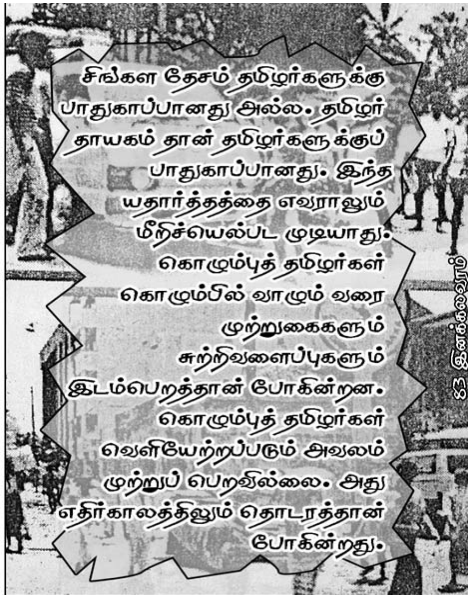 சிங்கள தேசம் தமிழர்களுக்கு
பாதுகாப்பானது அல்ல. தமிழர்
தாயகம் தான் தமிழர்களுக்குப்
பாதுகாப்பானது. இந்த
யதார்த்தத்தை எவராலும்
மீறிச்செயல்பட முடியாது.
கொழும்புத் தமிழர்கள்
கொழும்பில் வாழும் வரை
முற்றுகைகளும்
சுற்றிவளைப்புகளும்
இடம்பெறத்தான் போகின்றன.
கொழும்புத் தமிழர்கள்
வெளியேற்றப்படும் அவலம்
முற்றுப் பெறவில்லை. அது
எதிர்காலத்திலும் தொடரத்தான்
போகின்றது.
83 இனக்கலவரம்